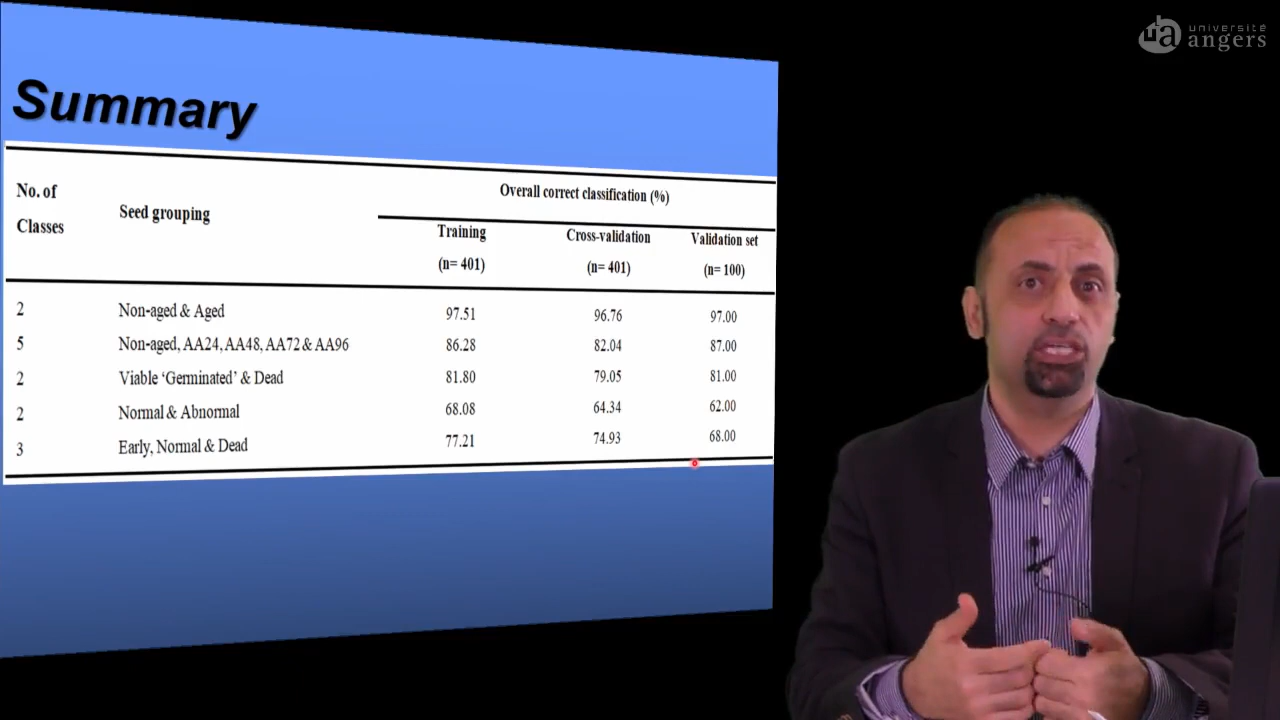 université
angers
Summary
No. of
Classes
Seed grouping
Overall correct classification (%)
Training
(n= 401)
Cross-validation
(n= 401)
Validation set
(n= 100)
2 Non-aged & Aged 97.51 96.76 97.00
5 Non-aged, AA24, AA48, AA72 & AA96 86.28 82.04 87.00
2 Viable ‘Germinated’ & Dead 81.80 79.05 81.00
2 Normal & Abnormal 68.08 64.34 62.00
3 Early, Normal & Dead 77.21 74.93 68.00